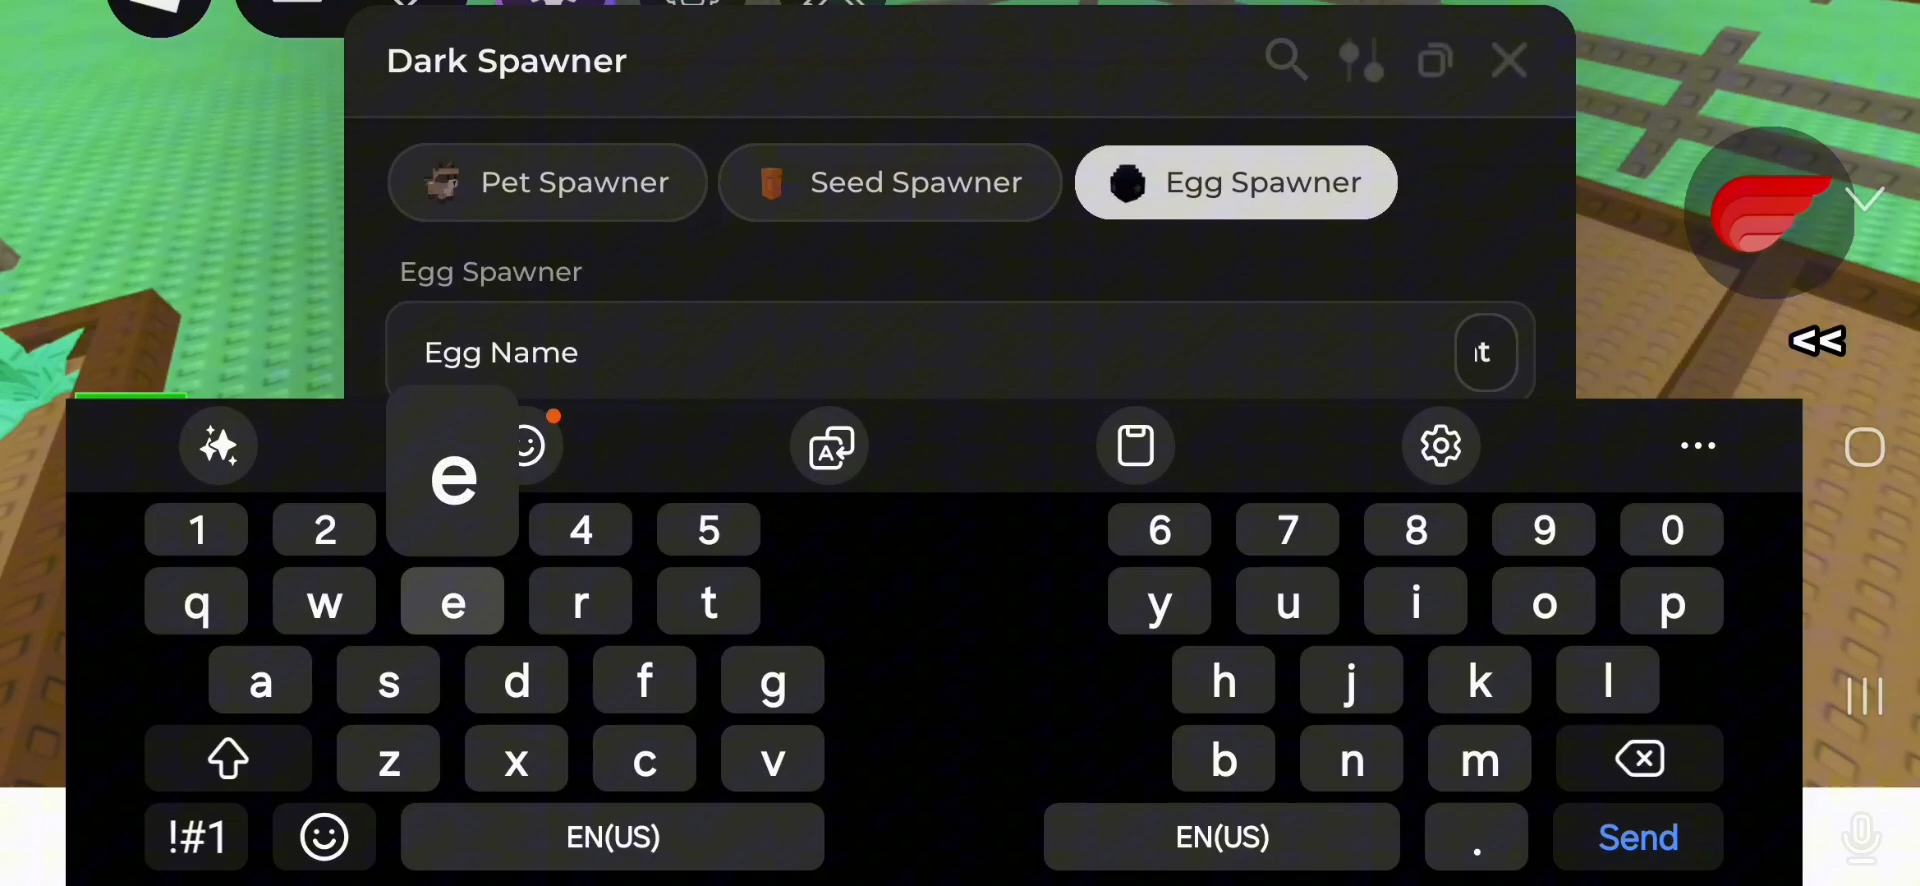 Dark Spawner
Pet Spawner
Seed Spawner
Egg Spawner
Egg Spawner
Egg Name
<<
e
1 2 4 5 6 7 8 9 0
q w e r t y u i o p
a s d f g h j k l
z x c v b n m
!#1 EN(US) EN(US) . Send